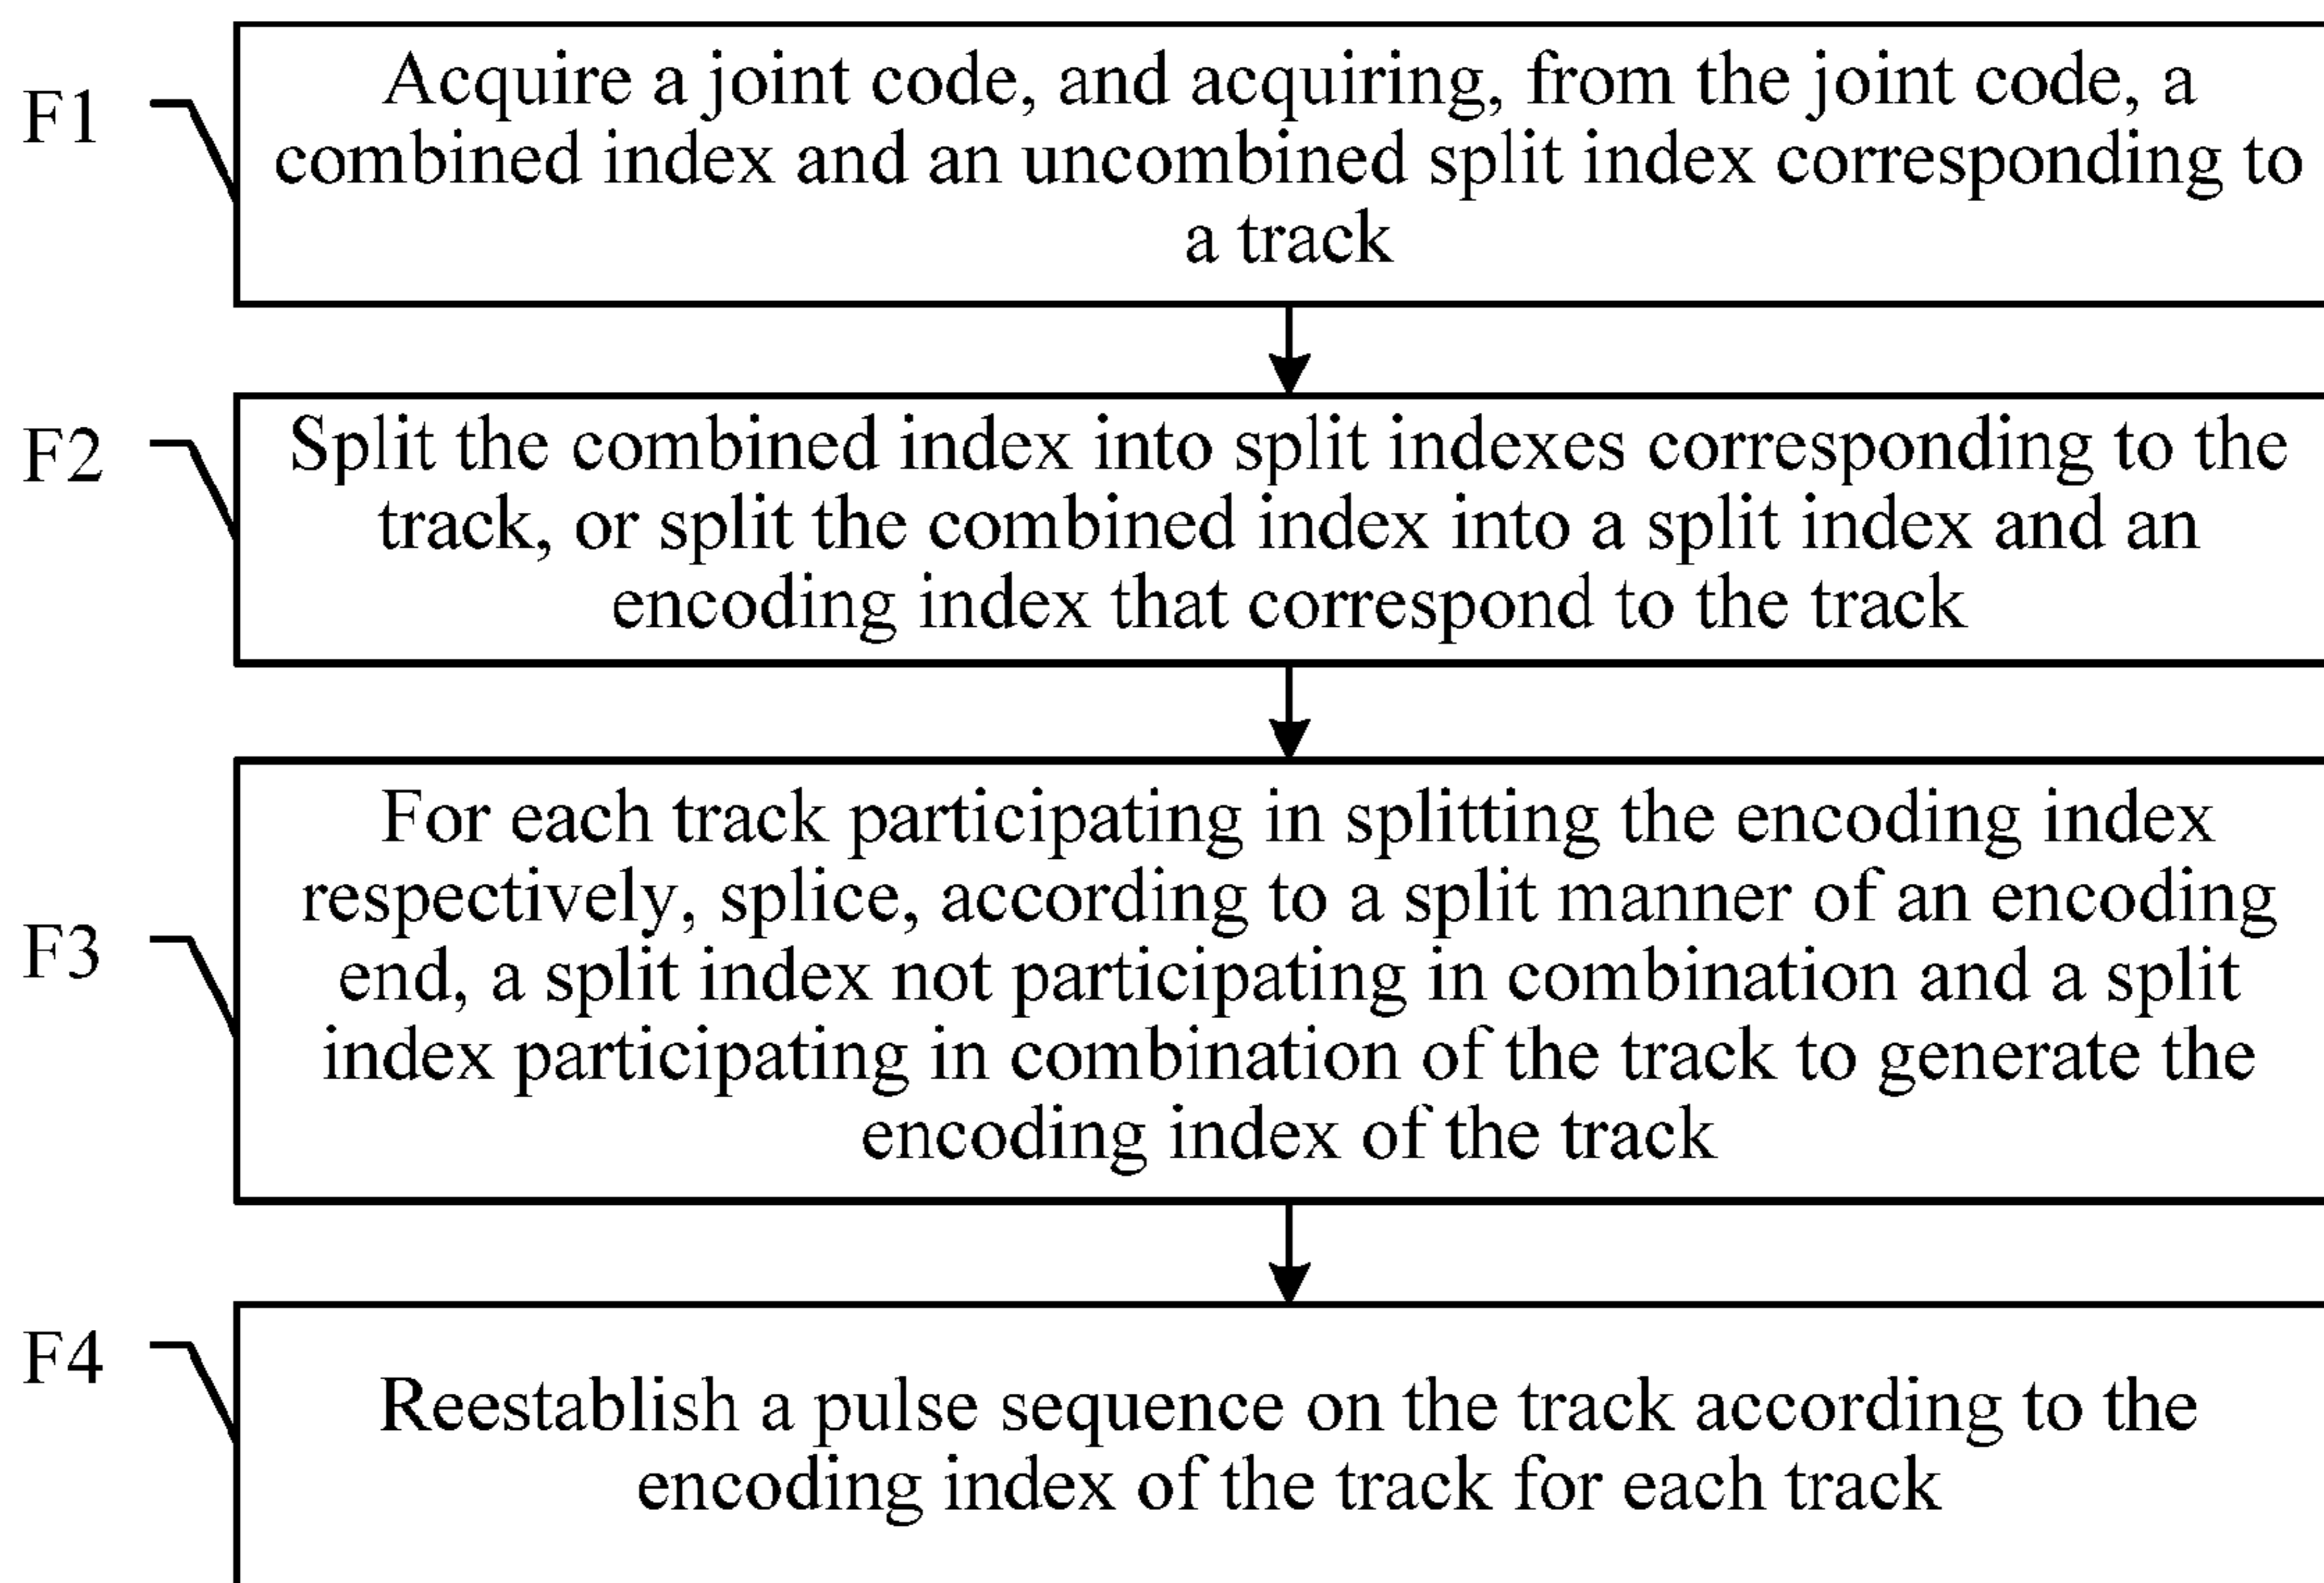 F1
Acquire a joint code, and acquiring, from the joint code, a
combined index and an uncombined split index corresponding to
a track
F2
Split the combined index into split indexes corresponding to the
track, or split the combined index into a split index and an
encoding index that correspond to the track
F3
For each track participating in splitting the encoding index
respectively, splice, according to a split manner of an encoding
end, a split index not participating in combination and a split
index participating in combination of the track to generate the
encoding index of the track
F4
Reestablish a pulse sequence on the track according to the
encoding index of the track for each track